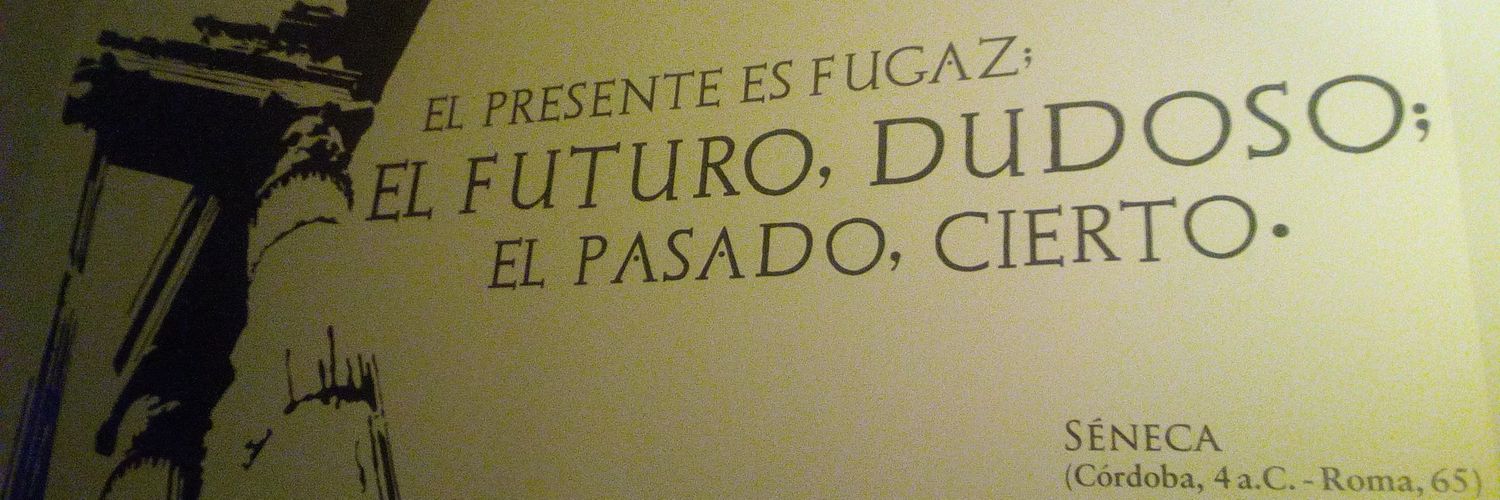 EL PRESENTE ES FUGAZ;
EL FUTURO, DUDOSO;
EL PASADO, CIERTO.
SÉNECA
(Córdoba, 4 a.C. - Roma, 65)